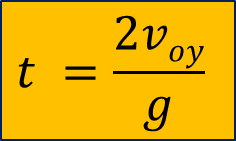 t = 2v_oy / g